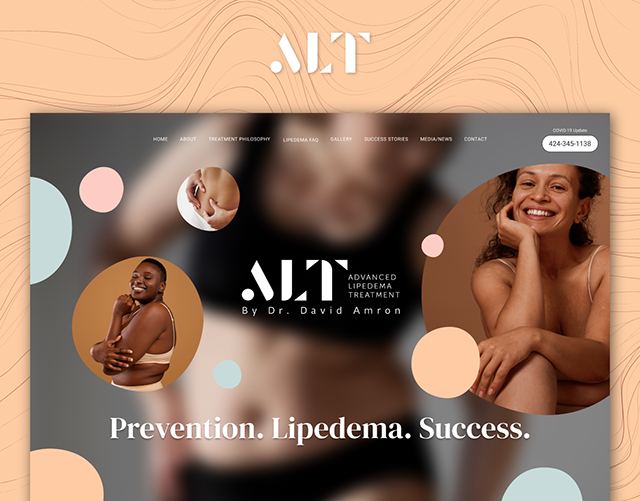 ALT
COVID-19 Update
HOME ABOUT TREATMENT PHILOSOPHY LIPEDEMA FAQ GALLERY SUCCESS STORIES MEDIA/NEWS CONTACT
424-345-1138
ALT
ADVANCED
LIPEDEMA
TREATMENT
By Dr. David Amron
Prevention. Lipedema. Success.